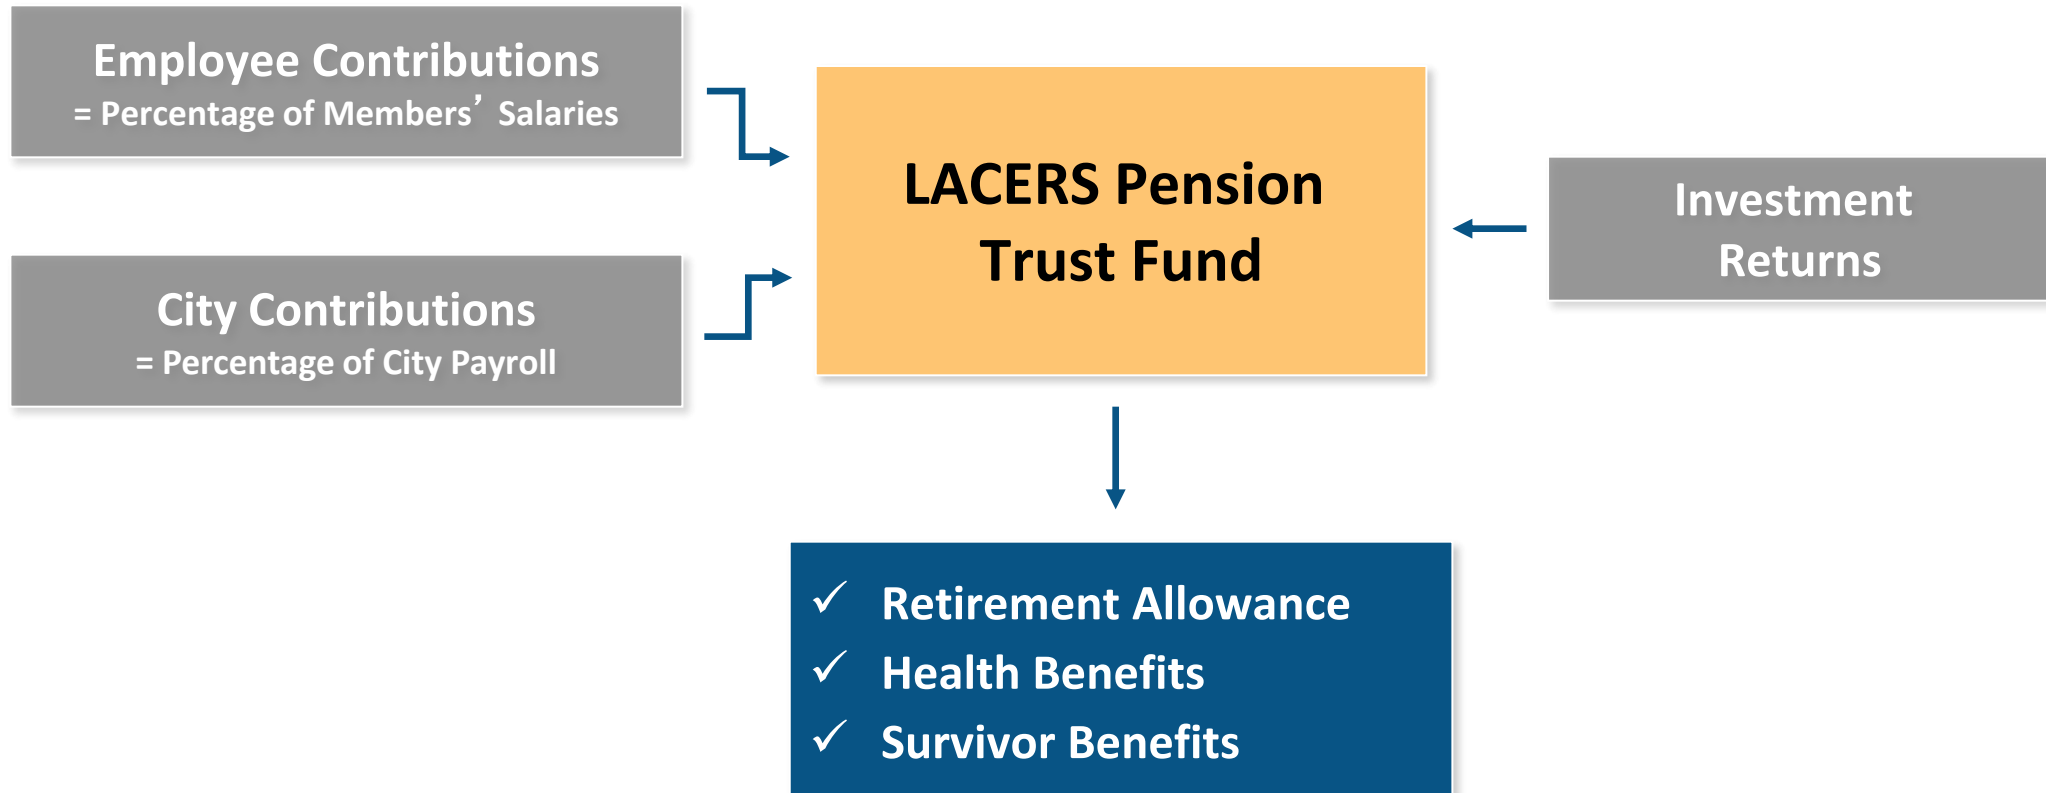 Employee Contributions
= Percentage of Members’ Salaries
City Contributions
= Percentage of City Payroll
LACERS Pension
Trust Fund
Investment
Returns
✓ Retirement Allowance
✓ Health Benefits
✓ Survivor Benefits